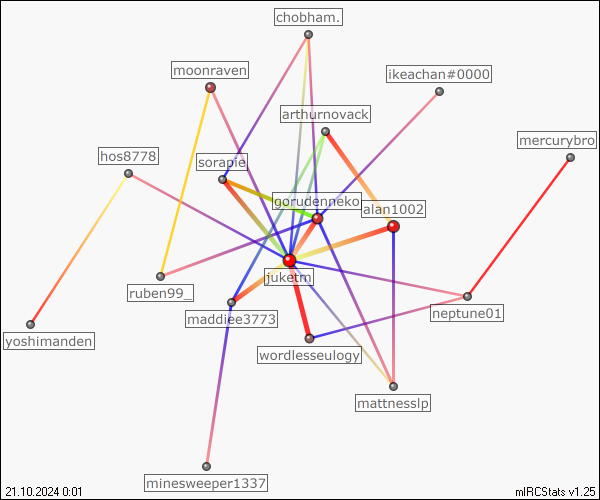 chobham.
moonraven
ikeachan#0000
arthurnovack
mercurybro
hos8778
sorapie
gorudenneko
alan1002
juketm
ruben99_
neptune01
maddiee3773
yoshimanden
wordlesseulogy
mattnesslp
minesweeper1337
21.10.2024 0:01
mIRCStats v1.25